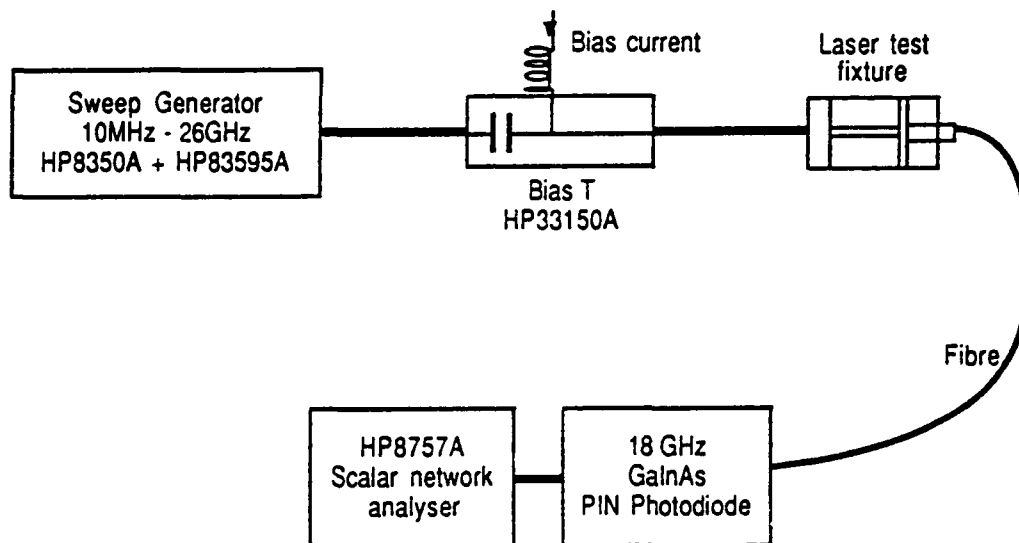 Sweep Generator
10MHz - 26GHz
HP8350A + HP83595A
Bias current
Bias T
HP33150A
Laser test
fixture
Fibre
HP8757A
Scalar network
analyser
18 GHz
GaInAs
PIN Photodiode